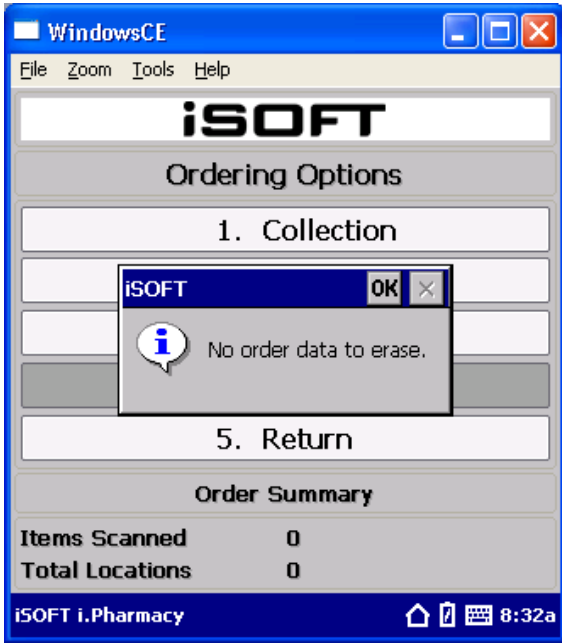 WindowsCE
File Zoom Tools Help
iSOFT
Ordering Options
1. Collection
iSOFT OK
No order data to erase.
5. Return
Order Summary
Items Scanned 0
Total Locations 0
iSOFT i.Pharmacy 8:32a